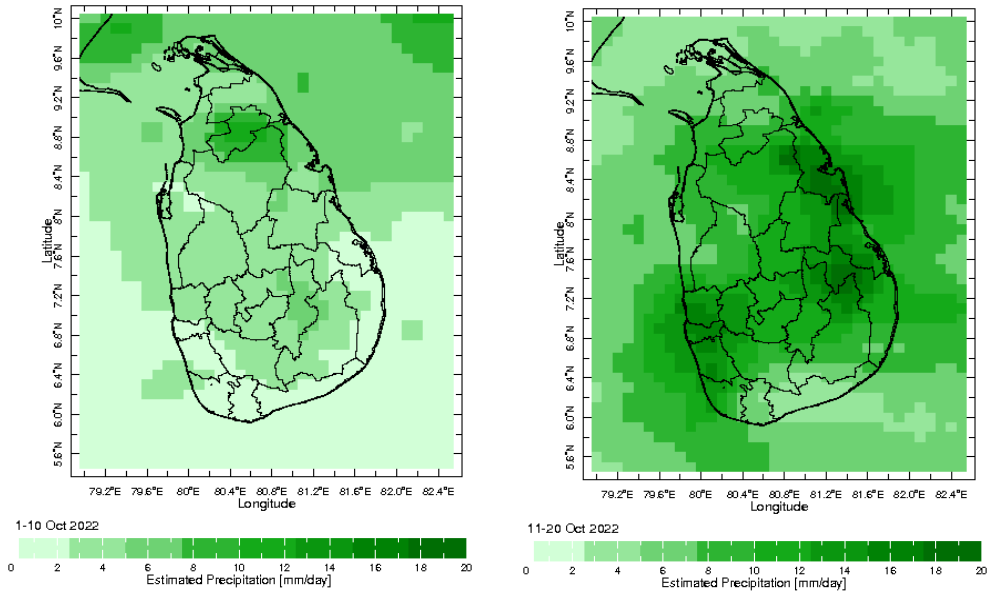 10°N
9.6°N
9.2°N
8.8°N
8.4°N
8°N
7.6°N
7.2°N
6.8°N
6.4°N
6.0°N
5.6°N
Latitude
79.2°E 79.6°E 80°E 80.4°E 80.8°E 81.2°E 81.6°E 82.0°E 82.4°E
Longitude
1-10 Oct 2022
0 2 4 6 8 10 12 14 16 18 20
Estimated Precipitation [mm/day]
10°N
9.6°N
9.2°N
8.8°N
8.4°N
8°N
7.6°N
7.2°N
6.8°N
6.4°N
6.0°N
5.6°N
Latitude
79.2°E 79.6°E 80°E 80.4°E 80.8°E 81.2°E 81.6°E 82.0°E 82.4°E
Longitude
11-20 Oct 2022
0 2 4 6 8 10 12 14 16 18 20
Estimated Precipitation [mm/day]